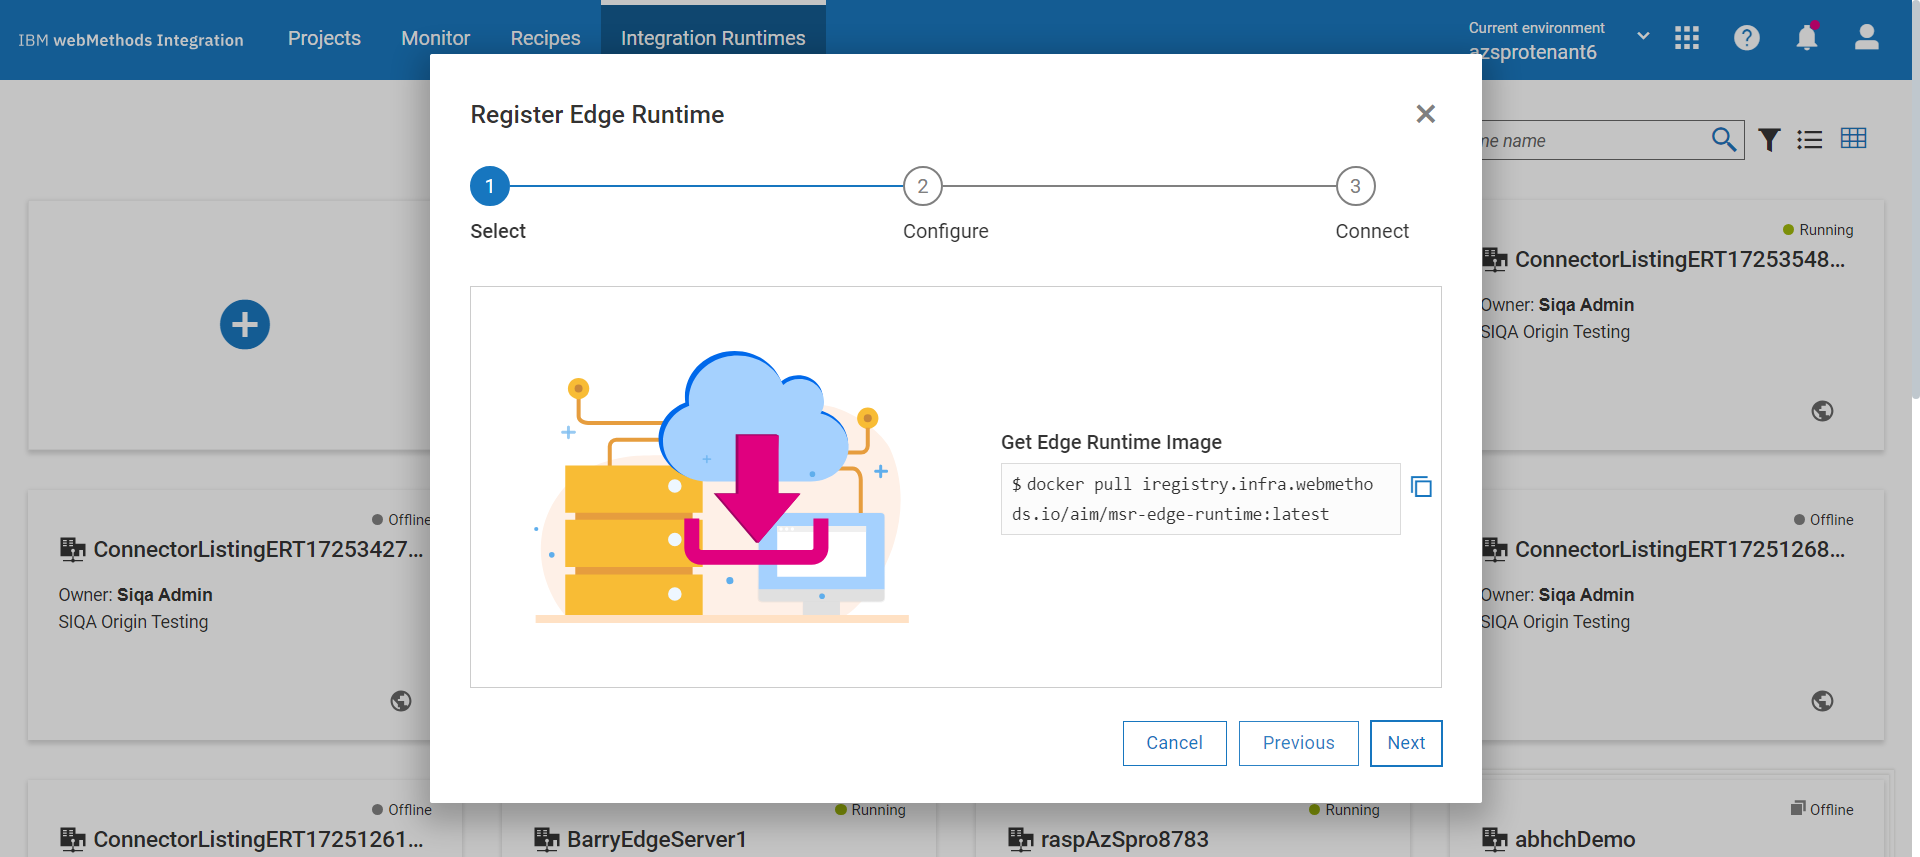 IBM webMethods Integration
Projects
Monitor
Recipes
Integration Runtimes
Current environment
azsprotenant6
Register Edge Runtime
me name
1
2
3
Select
Configure
Connect
Running
ConnectorListingERT17253548...
Owner: Siqa Admin
SIQA Origin Testing
Get Edge Runtime Image
$ docker pull iregistry.infra.webmetho
ds.io/aim/msr-edge-runtime:latest
Offline
ConnectorListingERT17253427...
Owner: Siqa Admin
SIQA Origin Testing
Offline
ConnectorListingERT17251268...
Owner: Siqa Admin
SIQA Origin Testing
Cancel
Previous
Next
Offline
ConnectorListingERT17251261...
Running
BarryEdgeServer1
Running
raspAzSpro8783
Offline
abhchDemo